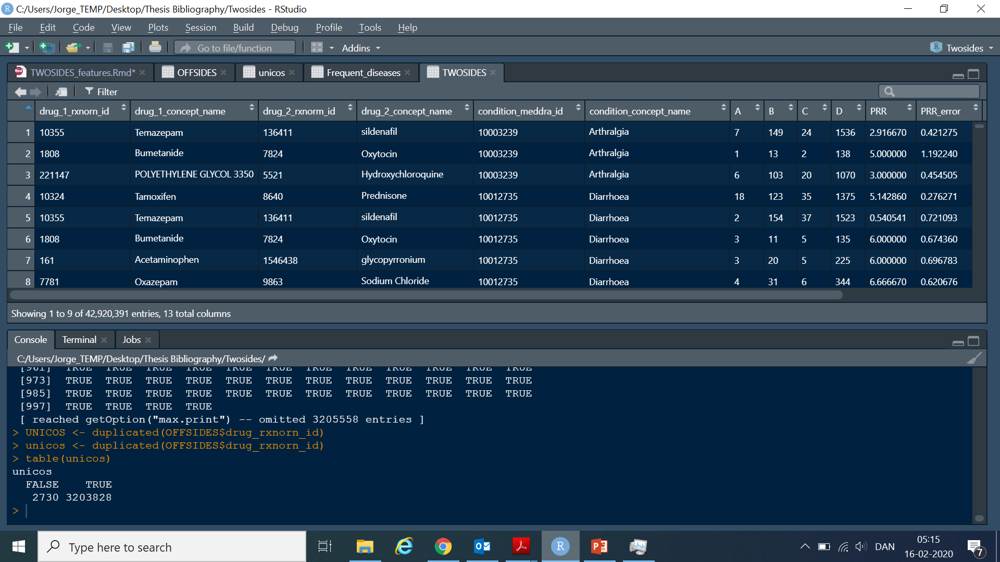 C:/Users/Jorge_TEMP/Desktop/Thesis Bibliography/Twosides - RStudio
File Edit Code View Plots Session Build Debug Profile Tools Help
Go to file/function Addins Twosides
TWOSIDES_features.Rmd* OFFSIDES unicos Frequent_diseases TWOSIDES
Filter
drug_1_rxnorn_id drug_1_concept_name drug_2_rxnorm_id drug_2_concept_name condition_meddra_id condition_concept_name A B C D PRR PRR_error
1 10355 Temazepam 136411 sildenafil 10003239 Arthralgia 7 149 24 1536 2.916670 0.421275
2 1808 Bumetanide 7824 Oxytocin 10003239 Arthralgia 1 13 2 138 5.000000 1.192240
3 221147 POLYETHYLENE GLYCOL 3350 5521 Hydroxychloroquine 10003239 Arthralgia 6 103 20 1070 3.000000 0.454505
4 10324 Tamoxifen 8640 Prednisone 10012735 Diarrhoea 18 123 35 1375 5.142860 0.276271
5 10355 Temazepam 136411 sildenafil 10012735 Diarrhoea 2 154 37 1523 0.540541 0.721093
6 1808 Bumetanide 7824 Oxytocin 10012735 Diarrhoea 3 11 5 135 6.000000 0.674360
7 161 Acetaminophen 1546438 glycopyrronium 10012735 Diarrhoea 3 20 5 225 6.000000 0.696783
8 7781 Oxazepam 9863 Sodium Chloride 10012735 Diarrhoea 4 31 6 344 6.666670 0.620676
Showing 1 to 9 of 42,920,391 entries, 13 total columns
Console Terminal Jobs
C:/Users/Jorge_TEMP/Desktop/Thesis Bibliography/Twosides/
[961] TRUE TRUE TRUE TRUE TRUE TRUE TRUE TRUE TRUE TRUE TRUE TRUE
[973] TRUE TRUE TRUE TRUE TRUE TRUE TRUE TRUE TRUE TRUE TRUE TRUE
[985] TRUE TRUE TRUE TRUE TRUE TRUE TRUE TRUE TRUE TRUE TRUE TRUE
[997] TRUE TRUE TRUE TRUE
[ reached getOption("max.print") -- omitted 3205558 entries ]
> UNICOS <- duplicated(OFFSIDES$drug_rxnorn_id)
> unicos <- duplicated(OFFSIDES$drug_rxnorn_id)
> table(unicos)
unicos
FALSE TRUE
2730 3203828
>
Type here to search
DAN
05:15
16-02-2020
7